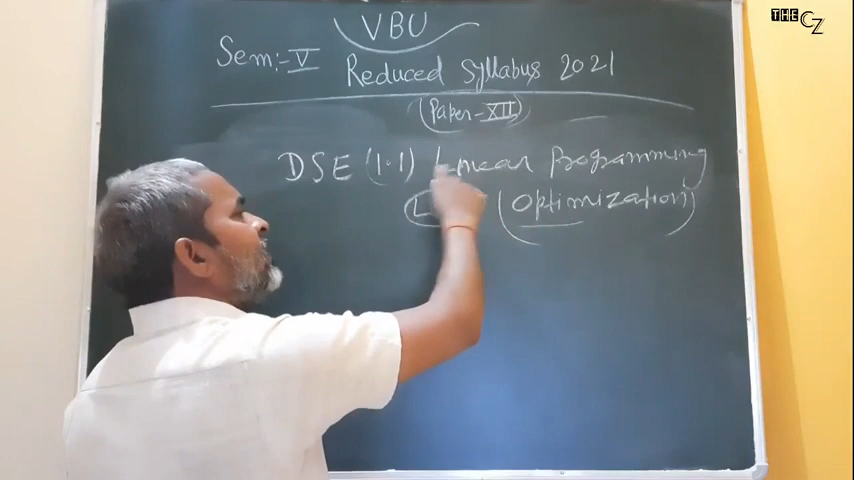 THE CZ
VBU
Sem:-V
Reduced Syllabus 2021
(Paper-XII)
DSE (1.1) Linear Programming
(Optimization)